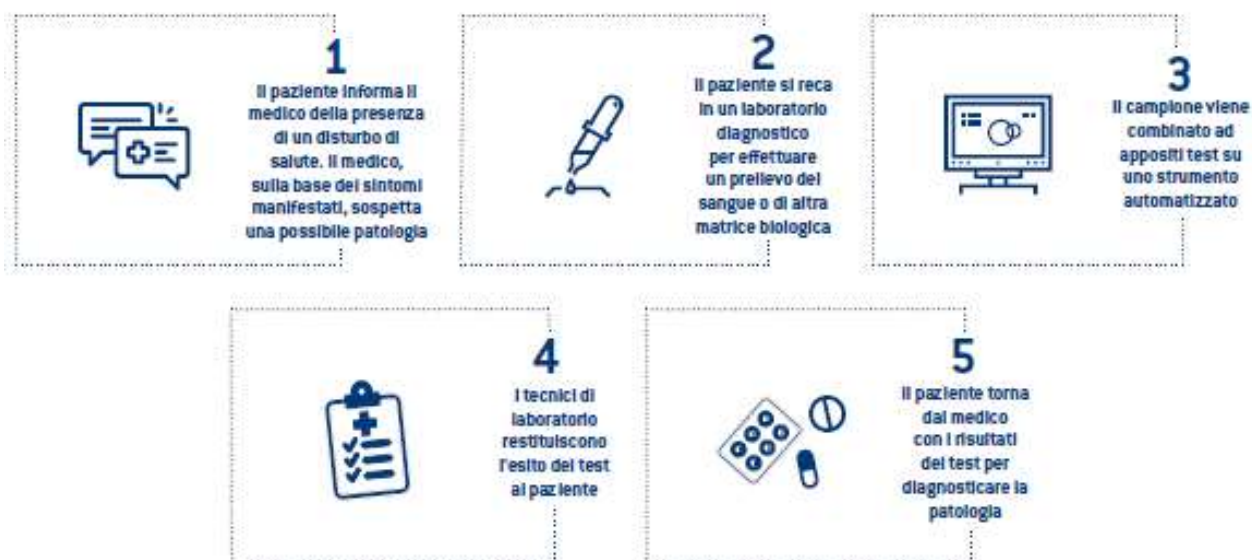 1
Il paziente informa il
medico della presenza
di un disturbo di
salute. Il medico,
sulla base dei sintomi
manifestati, sospetta
una possibile patologia
2
Il paziente si reca
in un laboratorio
diagnostico
per effettuare
un prelievo del
sangue o di altra
matrice biologica
3
Il campione viene
combinato ad
appositi test su
uno strumento
automatizzato
4
I tecnici di
laboratorio
restituiscono
l'esito del test
al paziente
5
Il paziente torna
dal medico
con i risultati
del test per
diagnosticare la
patologia